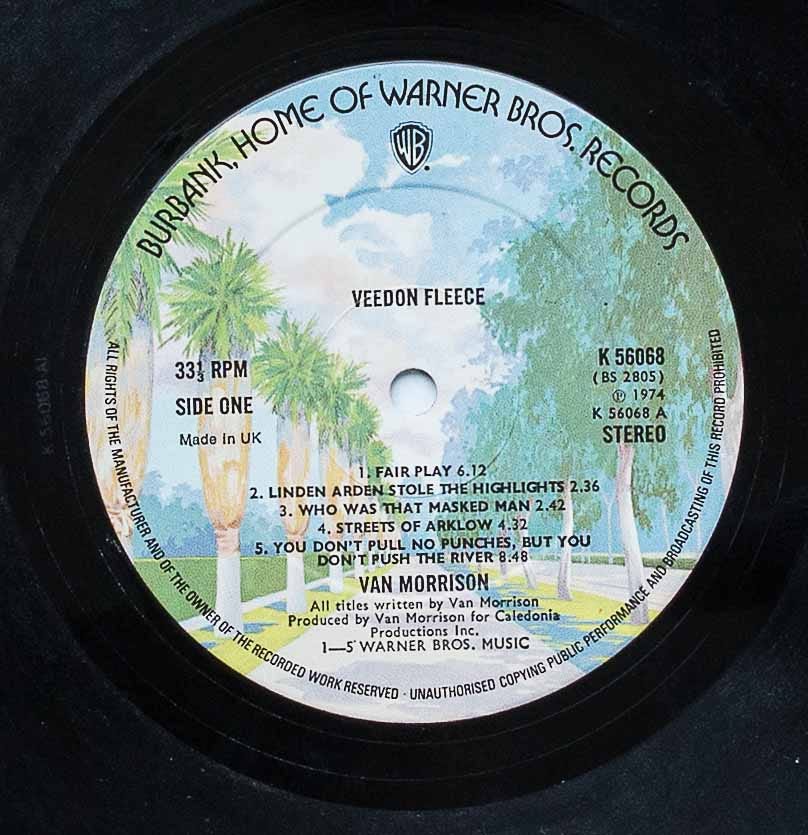 BURBANK, HOME OF WARNER BROS. RECORDS
WB
VEEDON FLEECE
33⅓ RPM
SIDE ONE
Made in UK
K 56068
(BS 2805)
℗ 1974
K 56068 A
STEREO
1. FAIR PLAY 6.12
2. LINDEN ARDEN STOLE THE HIGHLIGHTS 2.36
3. WHO WAS THAT MASKED MAN 2.42
4. STREETS OF ARKLOW 4.32
5. YOU DON'T PULL NO PUNCHES, BUT YOU
DON'T PUSH THE RIVER 8.48
VAN MORRISON
All titles written by Van Morrison
Produced by Van Morrison for Caledonia
Productions Inc.
1—5 WARNER BROS. MUSIC
ALL RIGHTS OF THE MANUFACTURER AND OF THE OWNER OF THE RECORDED WORK RESERVED · UNAUTHORISED COPYING PUBLIC PERFORMANCE AND BROADCASTING OF THIS RECORD PROHIBITED